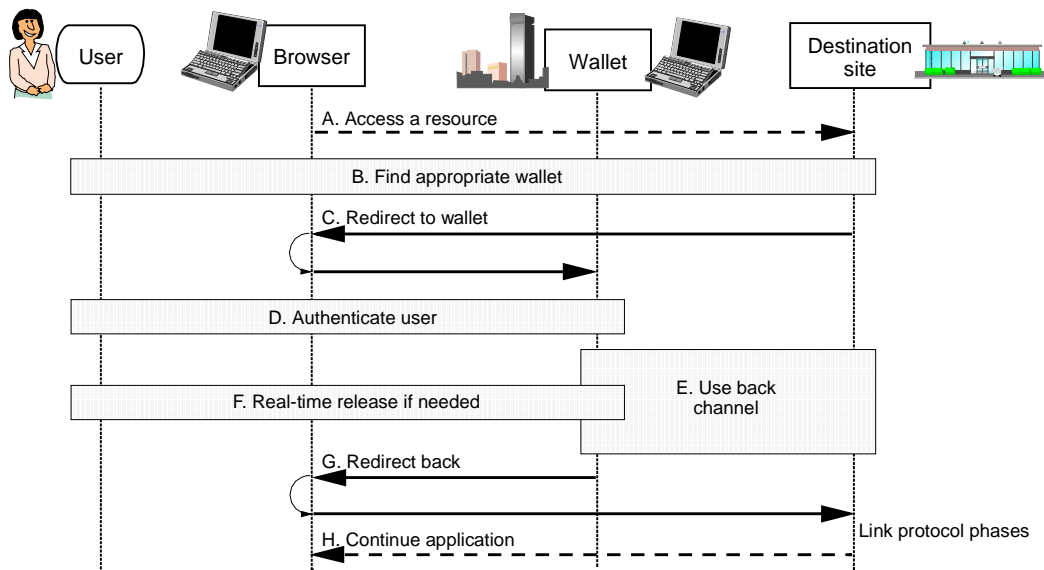 User
Browser
Wallet
Destination
site
A. Access a resource
B. Find appropriate wallet
C. Redirect to wallet
D. Authenticate user
E. Use back
channel
F. Real-time release if needed
G. Redirect back
Link protocol phases
H. Continue application